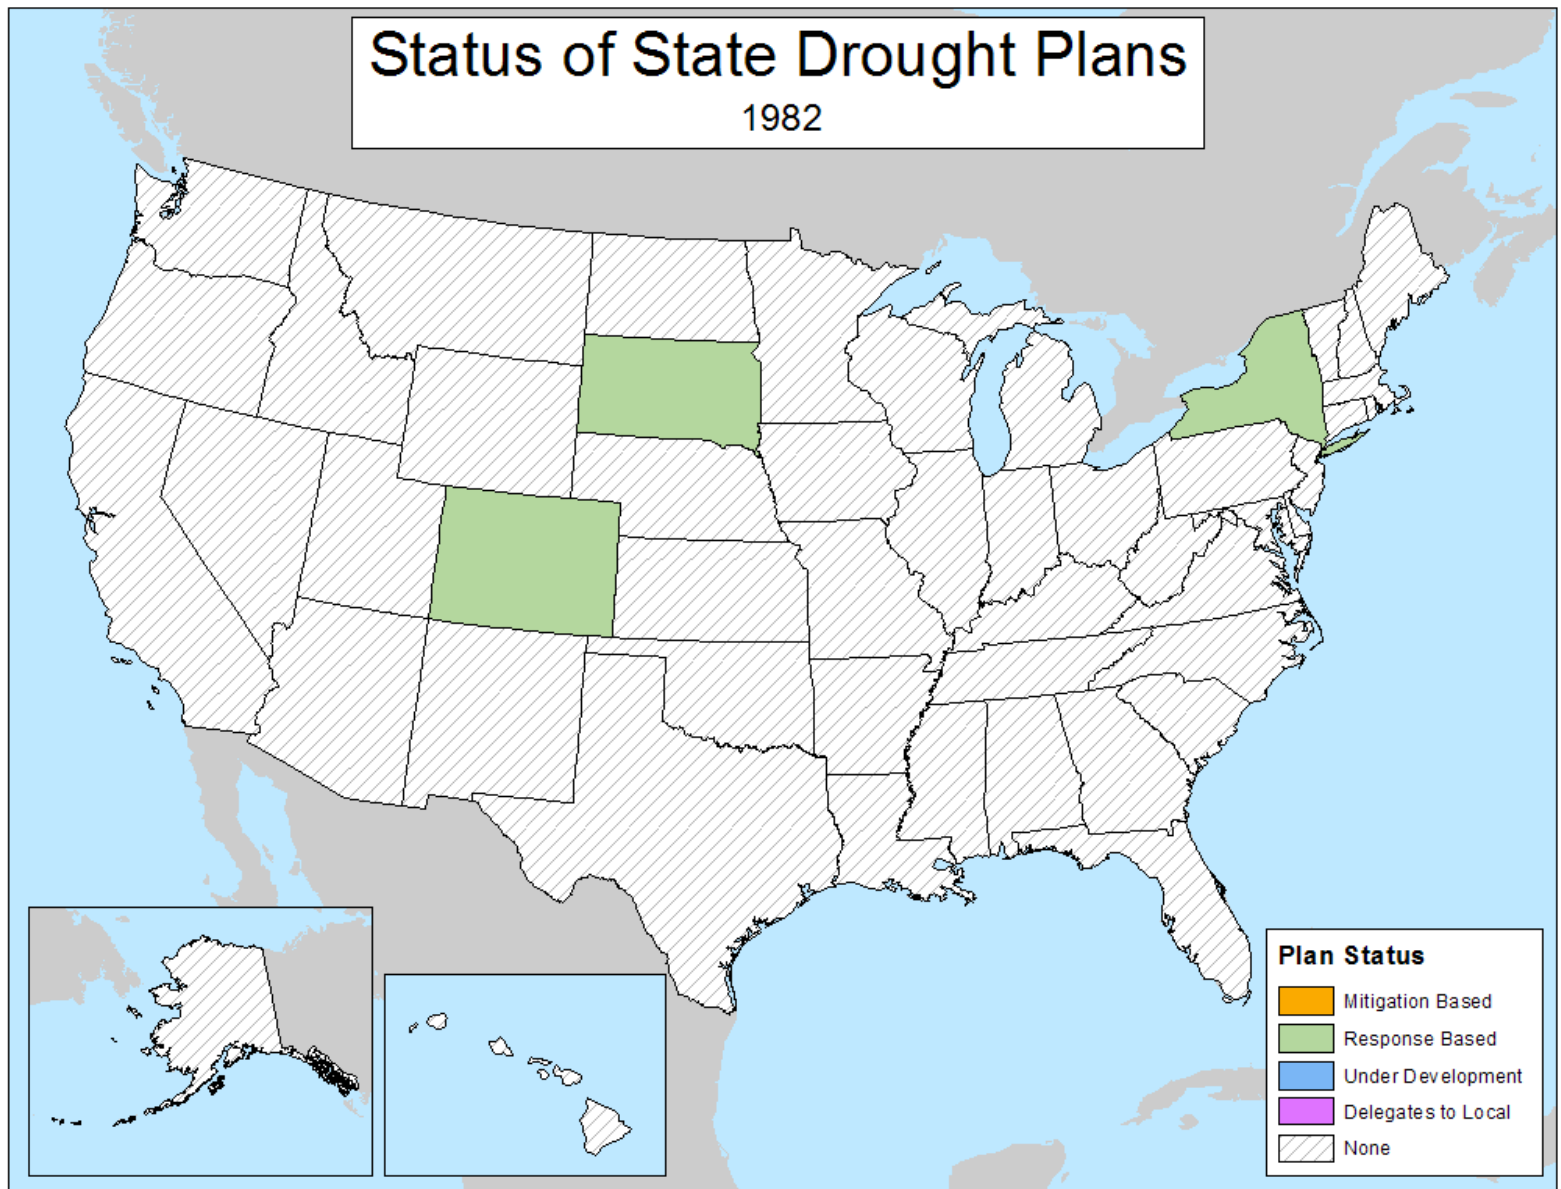 Status of State Drought Plans
1982
Plan Status
Mitigation Based
Response Based
Under Development
Delegates to Local
None